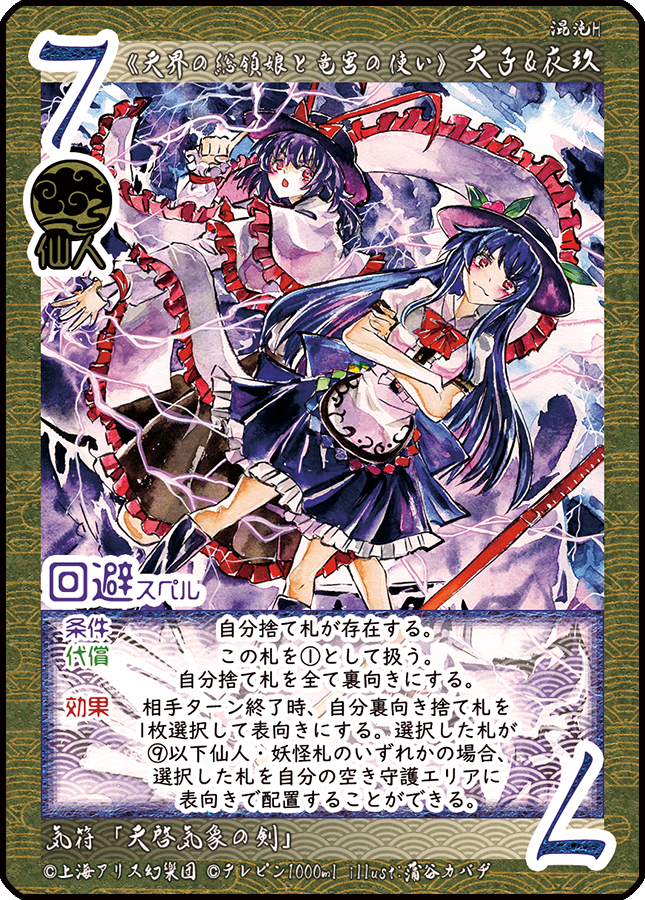 混沌H
7
《天界の総領娘と竜宮の使い》 天子&衣玖
仙人
回避スペル
条件 自分捨て札が存在する。
代償 この札を①として扱う。
自分捨て札を全て裏向きにする。
効果 相手ターン終了時、自分裏向き捨て札を
1枚選択して表向きにする。選択した札が
⑨以下仙人・妖怪札のいずれかの場合、
選択した札を自分の空き守護エリアに
表向きで配置することができる。
気符「天啓気象の剣」
7
©上海アリス幻樂団 ©テレピン1000ml illust:蒲谷カバヂ